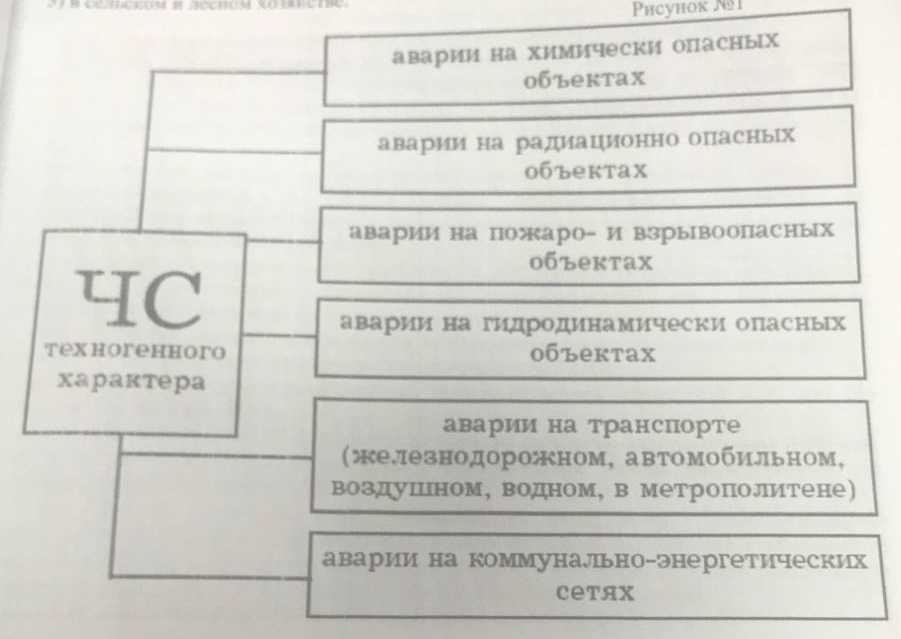 5) в сельском и лесном хозяйстве.
Рисунок №1
аварии на химически опасных
объектах
аварии на радиационно опасных
объектах
аварии на пожаро- и взрывоопасных
объектах
ЧС
техногенного
характера
аварии на гидродинамически опасных
объектах
аварии на транспорте
(железнодорожном, автомобильном,
воздушном, водном, в метрополитене)
аварии на коммунально-энергетических
сетях